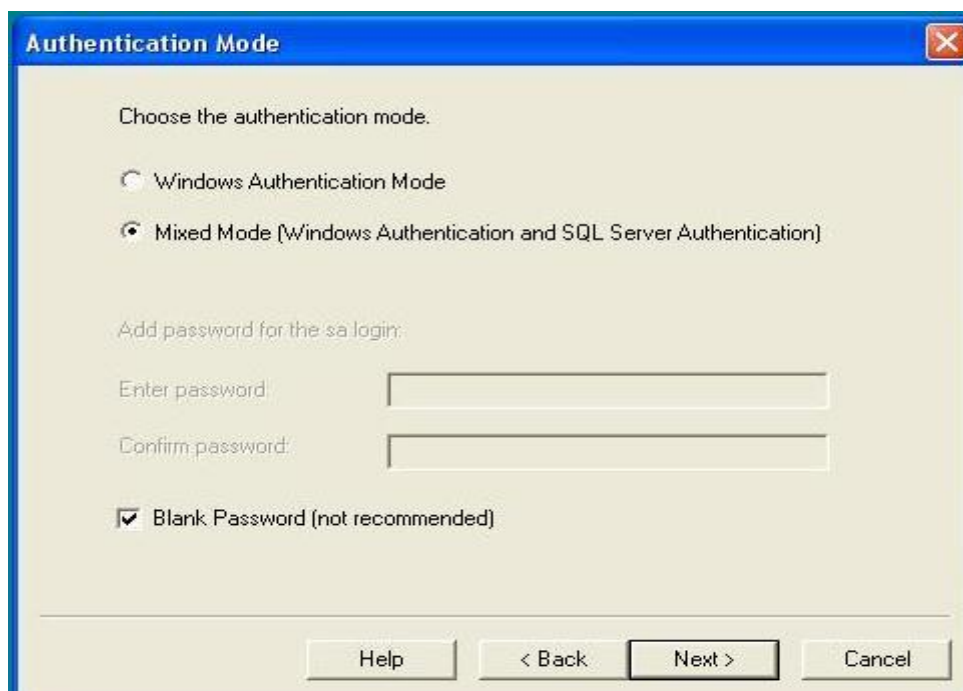 Authentication Mode
Choose the authentication mode.
Windows Authentication Mode
Mixed Mode (Windows Authentication and SQL Server Authentication)
Add password for the sa login:
Enter password:
Confirm password:
Blank Password (not recommended)
Help < Back Next > Cancel